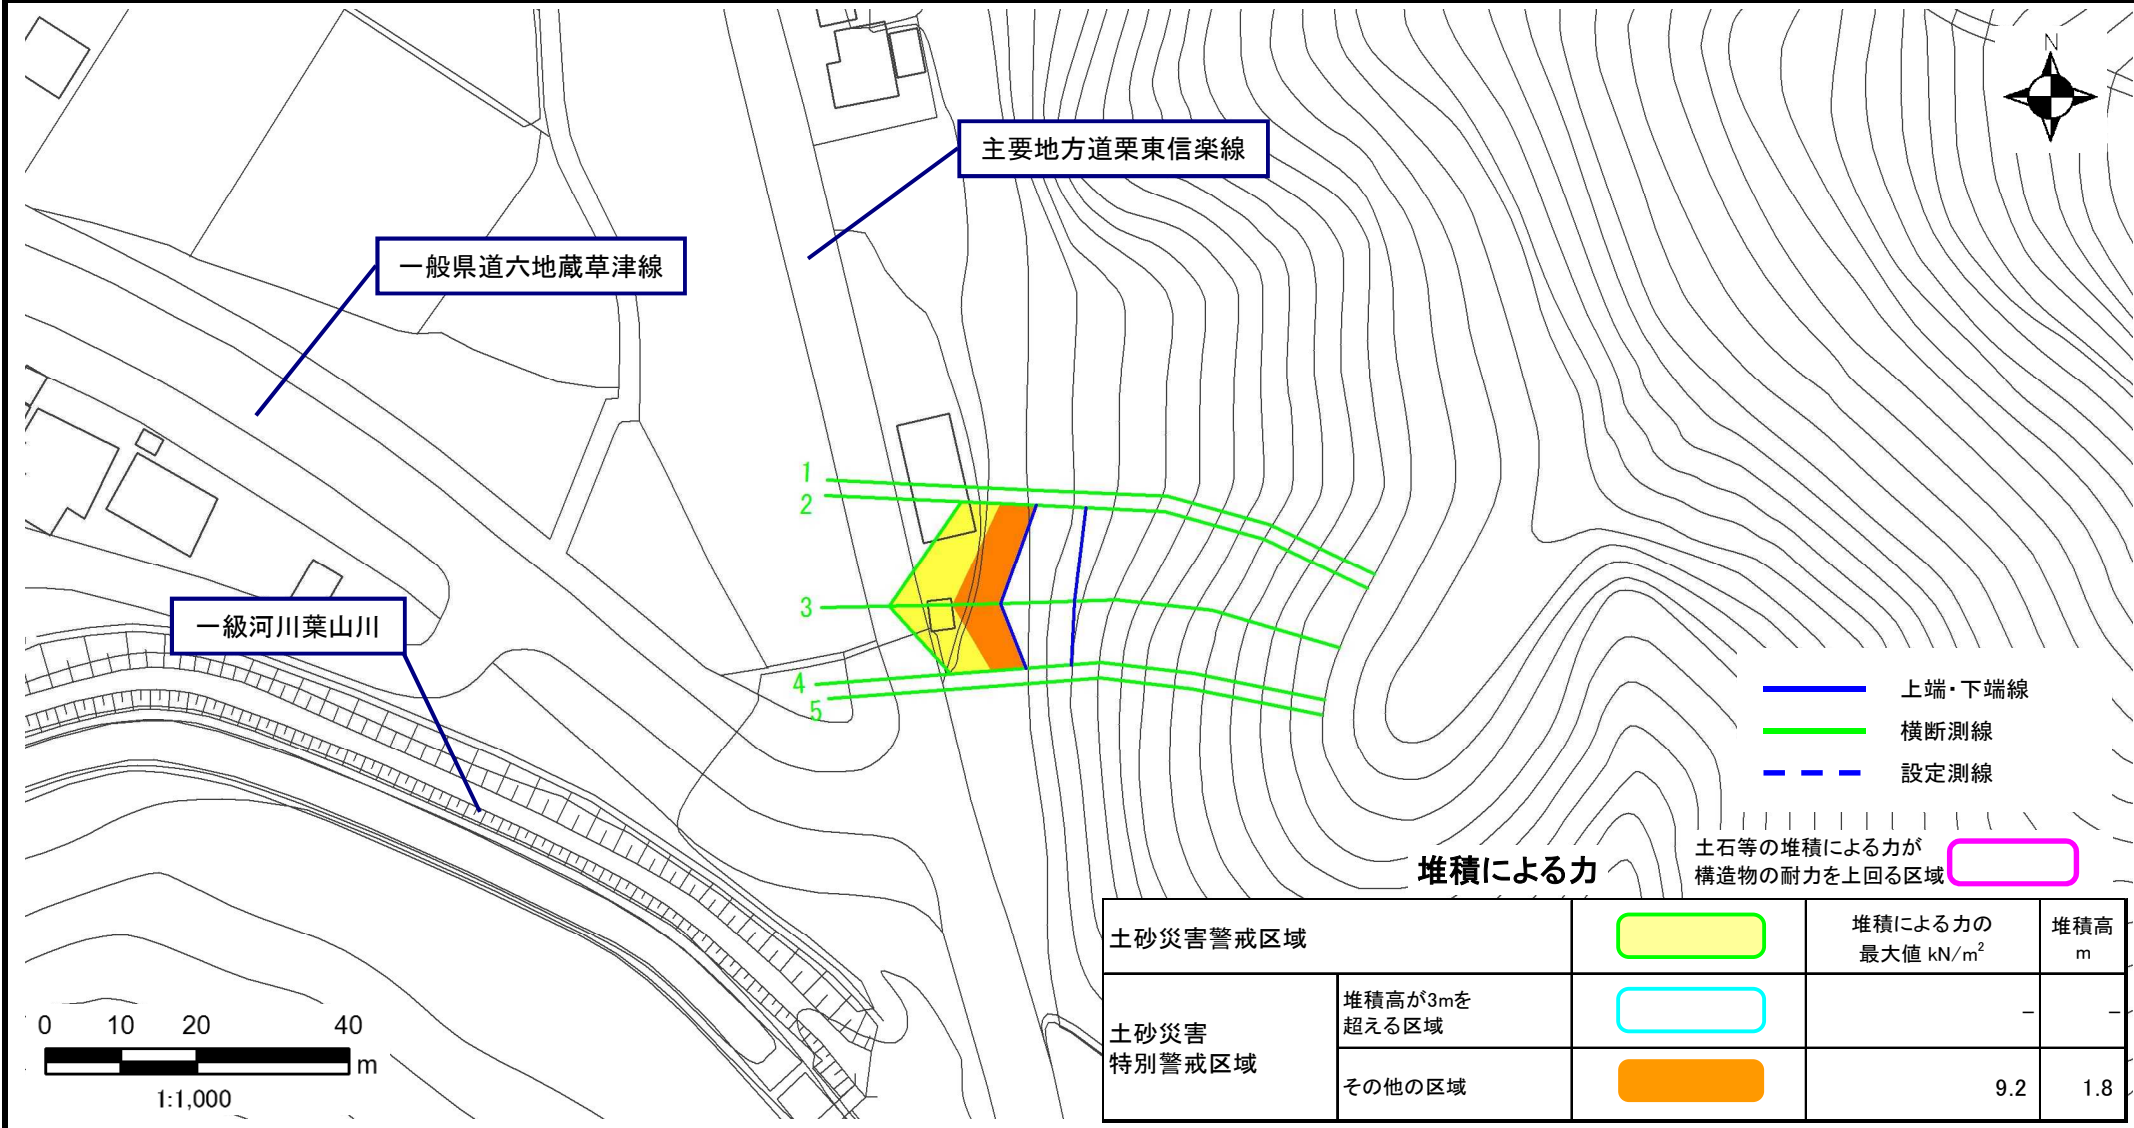 N
主要地方道栗東信楽線
一般県道六地蔵草津線
1
2
3
4
5
一級河川葉山川
上端・下端線
横断測線
設定測線
堆積による力
土石等の堆積による力が
構造物の耐力を上回る区域
土砂災害警戒区域
堆積による力の
最大値 kN/m²
堆積高
m
土砂災害
特別警戒区域
堆積高が3mを
超える区域
–
–
その他の区域
9.2
1.8
0 10 20 40
m
1:1,000